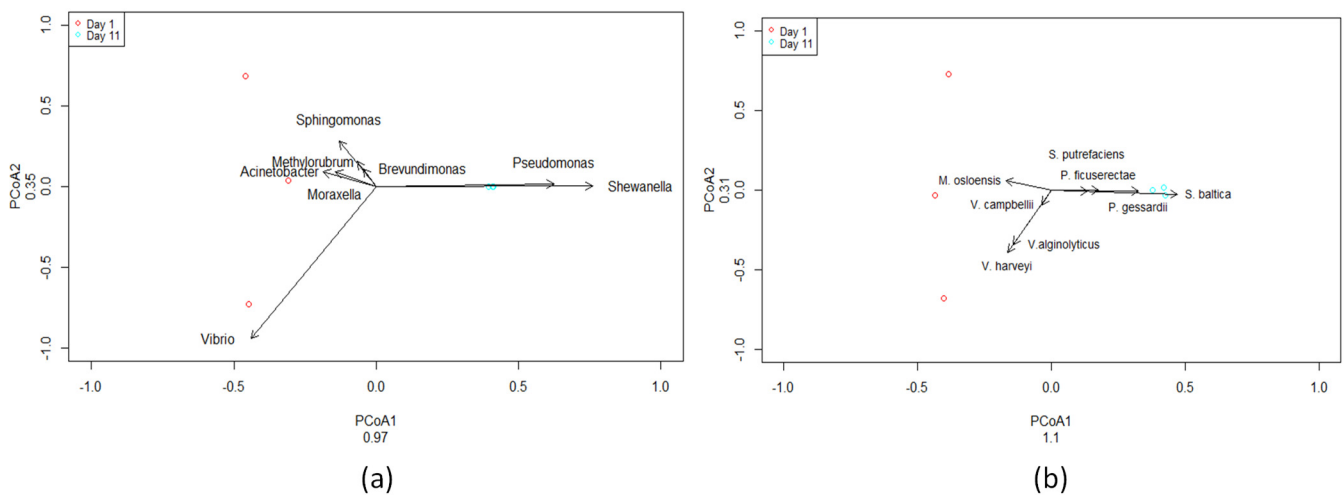 Day 1
Day 11
1.0
0.5
0.0
-0.5
-1.0
PCoA2
0.35
Sphingomonas
Methylorubrum
Brevundimonas
Acinetobacter
Moraxella
Pseudomonas
Shewanella
Vibrio
-1.0
-0.5
0.0
0.5
1.0
PCoA1
0.97
(a)
Day 1
Day 11
1.0
0.5
0.0
-0.5
-1.0
PCoA2
0.31
S. putrefaciens
M. osloensis
P. ficuserectae
V. campbellii
P. gessardii
S. baltica
V.alginolyticus
V. harveyi
-1.0
-0.5
0.0
0.5
1.0
PCoA1
1.1
(b)